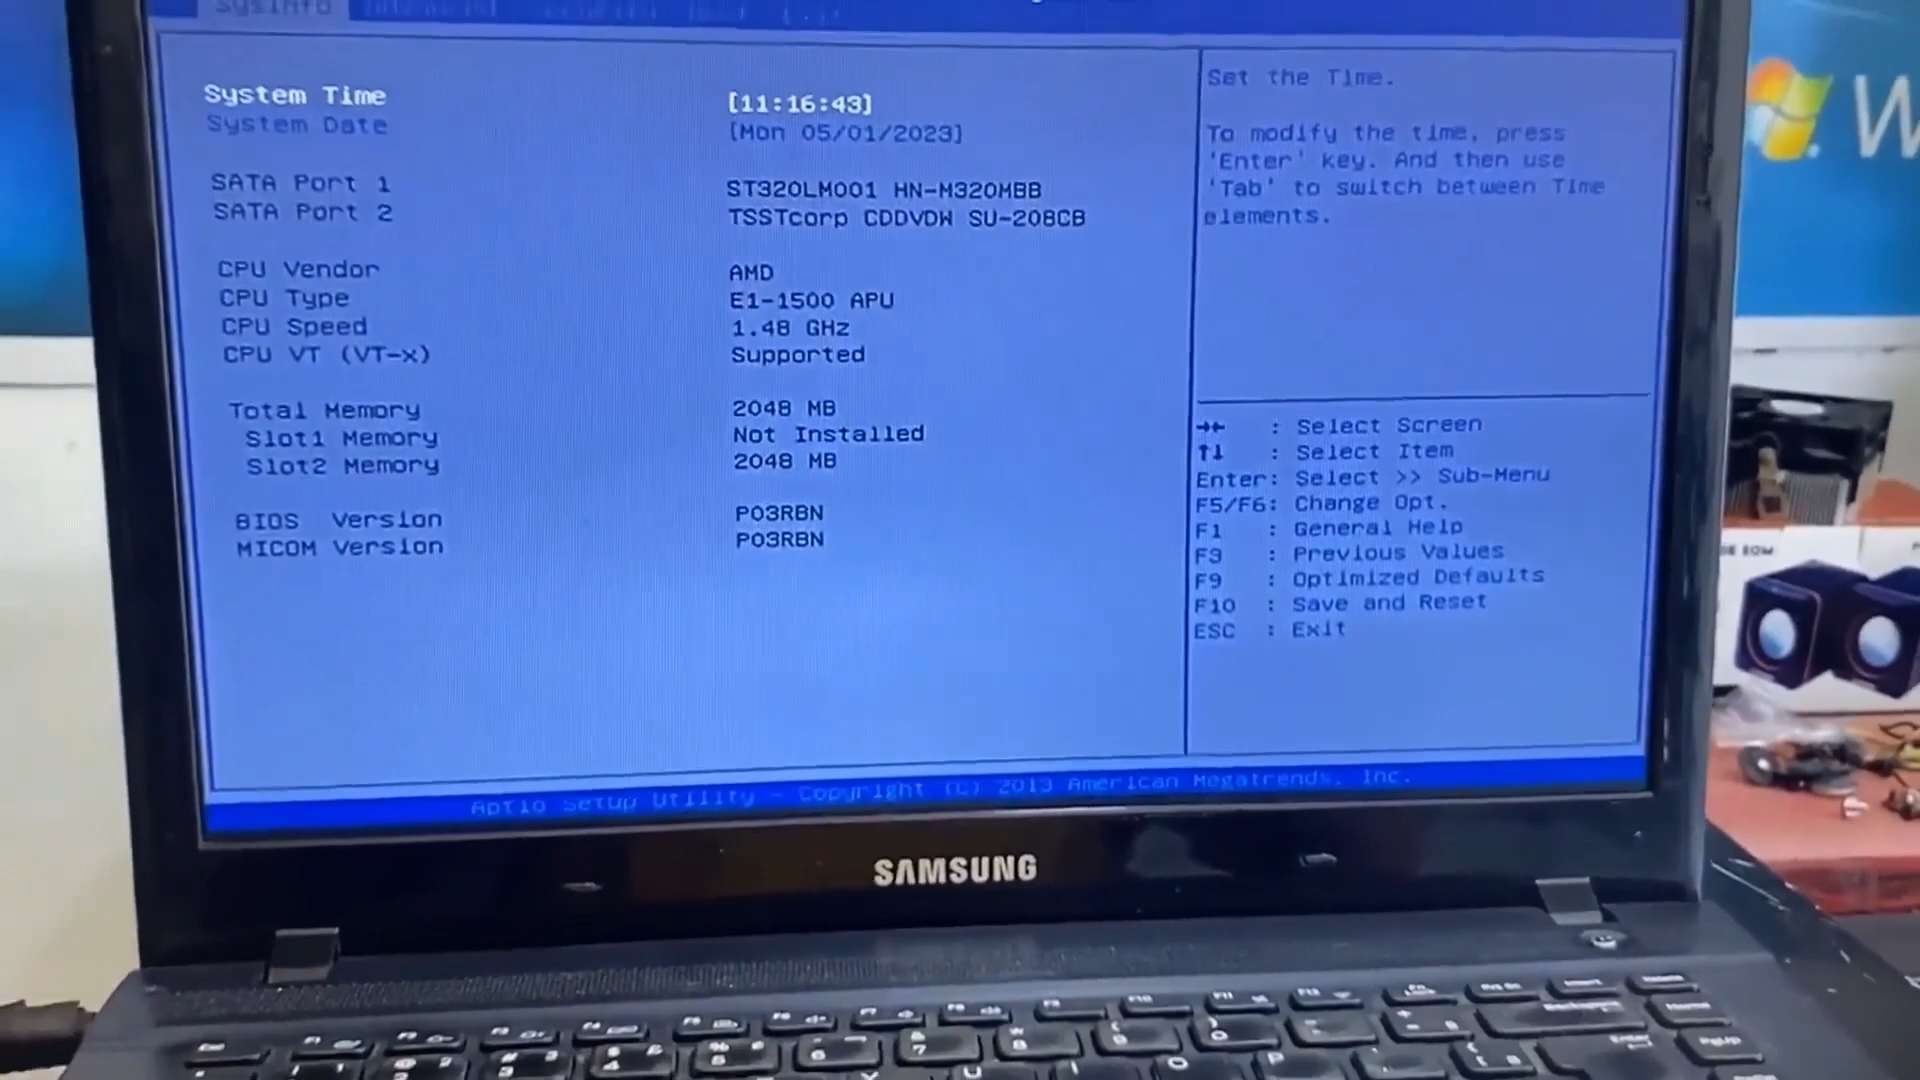 SysInfo
System Time [11:16:43]
System Date [Mon 05/01/2023]
SATA Port 1 ST320LM001 HN-M320MBB
SATA Port 2 TSSTcorp CDDVDW SU-208CB
CPU Vendor AMD
CPU Type E1-1500 APU
CPU Speed 1.48 GHz
CPU VT (VT-x) Supported
Total Memory 2048 MB
Slot1 Memory Not Installed
Slot2 Memory 2048 MB
BIOS Version P03RBN
MICOM Version P03RBN
Set the Time.
To modify the time, press
'Enter' key. And then use
'Tab' to switch between Time
elements.
→← : Select Screen
↑↓ : Select Item
Enter: Select >> Sub-Menu
F5/F6: Change Opt.
F1 : General Help
F3 : Previous Values
F9 : Optimized Defaults
F10 : Save and Reset
ESC : Exit
Aptio Setup Utility - Copyright (C) 2013 American Megatrends, Inc.
SAMSUNG